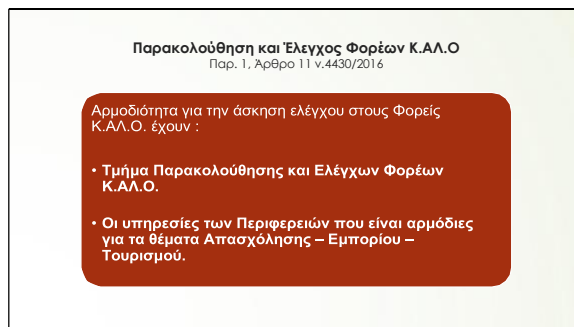 Παρακολούθηση και Έλεγχος Φορέων Κ.ΑΛ.Ο
Παρ. 1, Άρθρο 11 ν.4430/2016
Αρμοδιότητα για την άσκηση ελέγχου στους Φορείς
Κ.ΑΛ.Ο. έχουν :
• Τμήμα Παρακολούθησης και Ελέγχων Φορέων
Κ.ΑΛ.Ο.
• Οι υπηρεσίες των Περιφερειών που είναι αρμόδιες
για τα θέματα Απασχόλησης – Εμπορίου –
Τουρισμού.